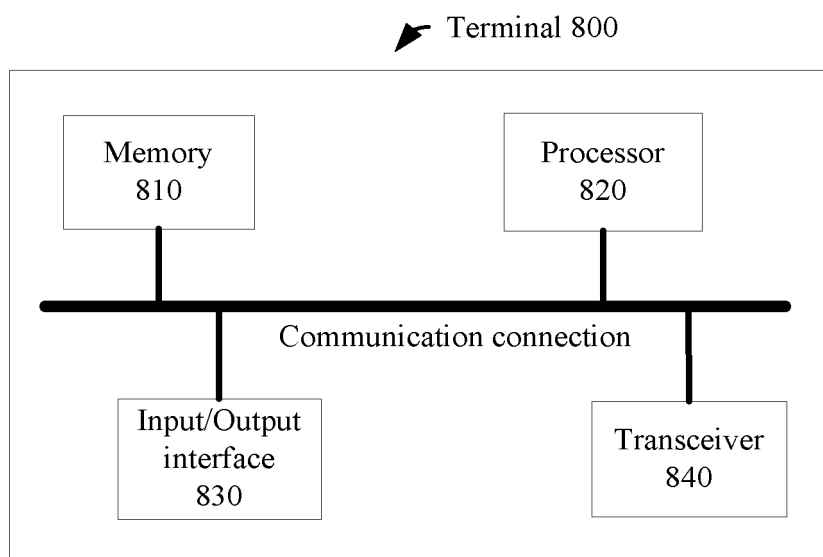 Terminal 800
Memory
810
Processor
820
Communication connection
Input/Output
interface
830
Transceiver
840